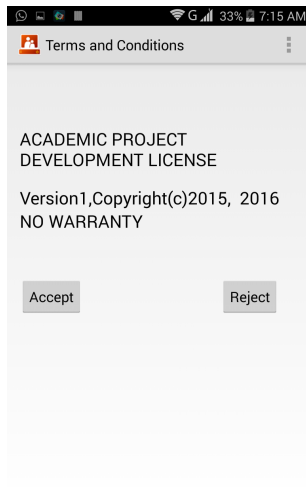 G 33% 7:15 AM
Terms and Conditions
ACADEMIC PROJECT
DEVELOPMENT LICENSE
Version1,Copyright(c)2015, 2016
NO WARRANTY
Accept Reject